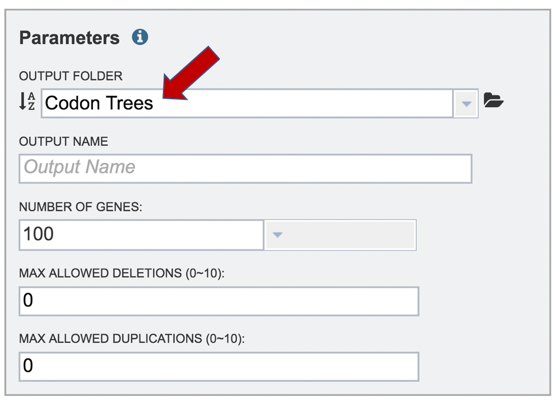 Parameters
OUTPUT FOLDER
Codon Trees
OUTPUT NAME
Output Name
NUMBER OF GENES:
100
MAX ALLOWED DELETIONS (0~10):
0
MAX ALLOWED DUPLICATIONS (0~10):
0